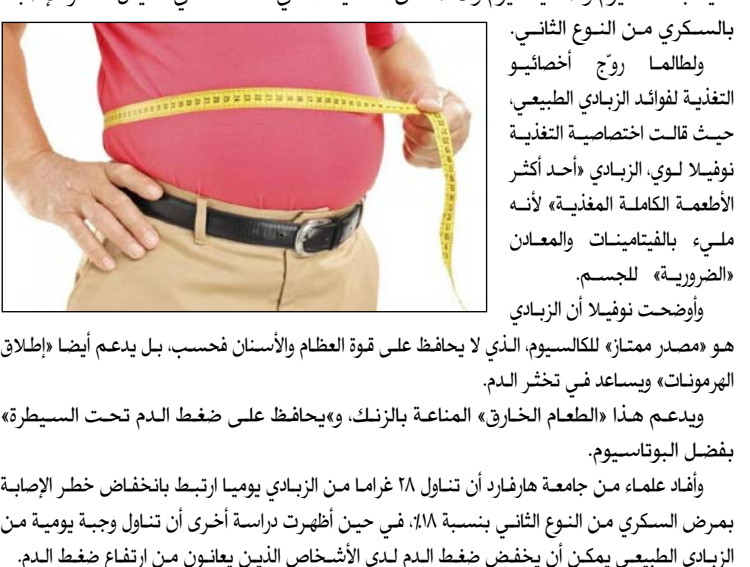 بالسكري من النوع الثاني.
ولطالما روّج أخصائيو
التغذية لفوائد الزبادي الطبيعي،
حيث قالت اختصاصية التغذية
نوفيلا لوي، الزبادي «أحد أكثر
الأطعمة الكاملة المغذية» لأنه
مليء بالفيتامينات والمعادن
«الضرورية» للجسم.
وأوضحت نوفيلا أن الزبادي
هو «مصدر ممتاز» للكالسيوم، الذي لا يحافظ على قوة العظام والأسنان فحسب، بل يدعم أيضا «إطلاق
الهرمونات» ويساعد في تخثر الدم.
ويدعم هذا «الطعام الخارق» المناعة بالزنك، و»يحافظ على ضغط الدم تحت السيطرة»
بفضل البوتاسيوم.
وأفاد علماء من جامعة هارفارد أن تناول ٢٨ غراما من الزبادي يوميا ارتبط بانخفاض خطر الإصابة
بمرض السكري من النوع الثاني بنسبة ١٨٪، في حين أظهرت دراسة أخرى أن تناول وجبة يومية من
الزبادي الطبيعي يمكن أن يخفض ضغط الدم لدى الأشخاص الذين يعانون من ارتفاع ضغط الدم.